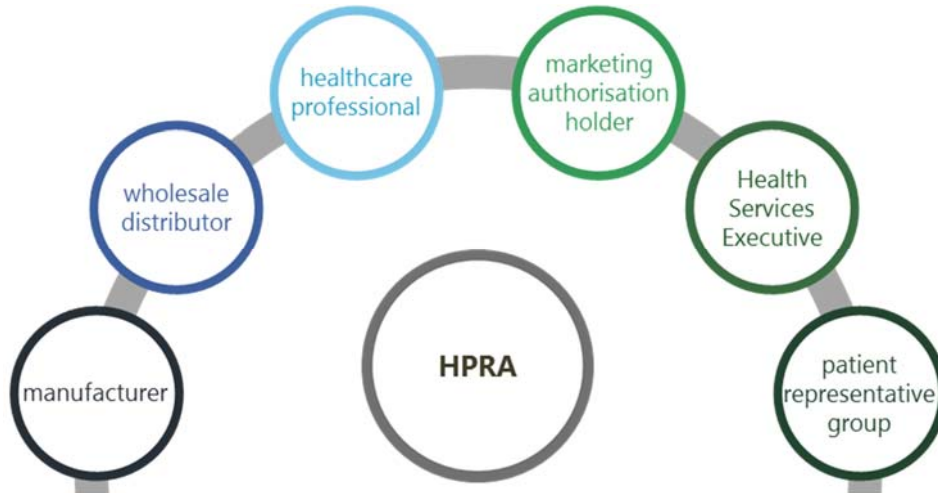 healthcare
professional
marketing
authorisation
holder
wholesale
distributor
Health
Services
Executive
manufacturer
HPRA
patient
representative
group